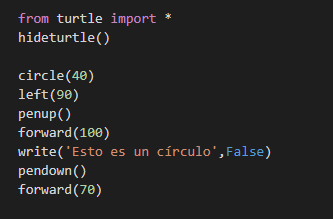 from turtle import *
hideturtle()
circle(40)
left(90)
penup()
forward(100)
write('Esto es un círculo',False)
pendown()
forward(70)